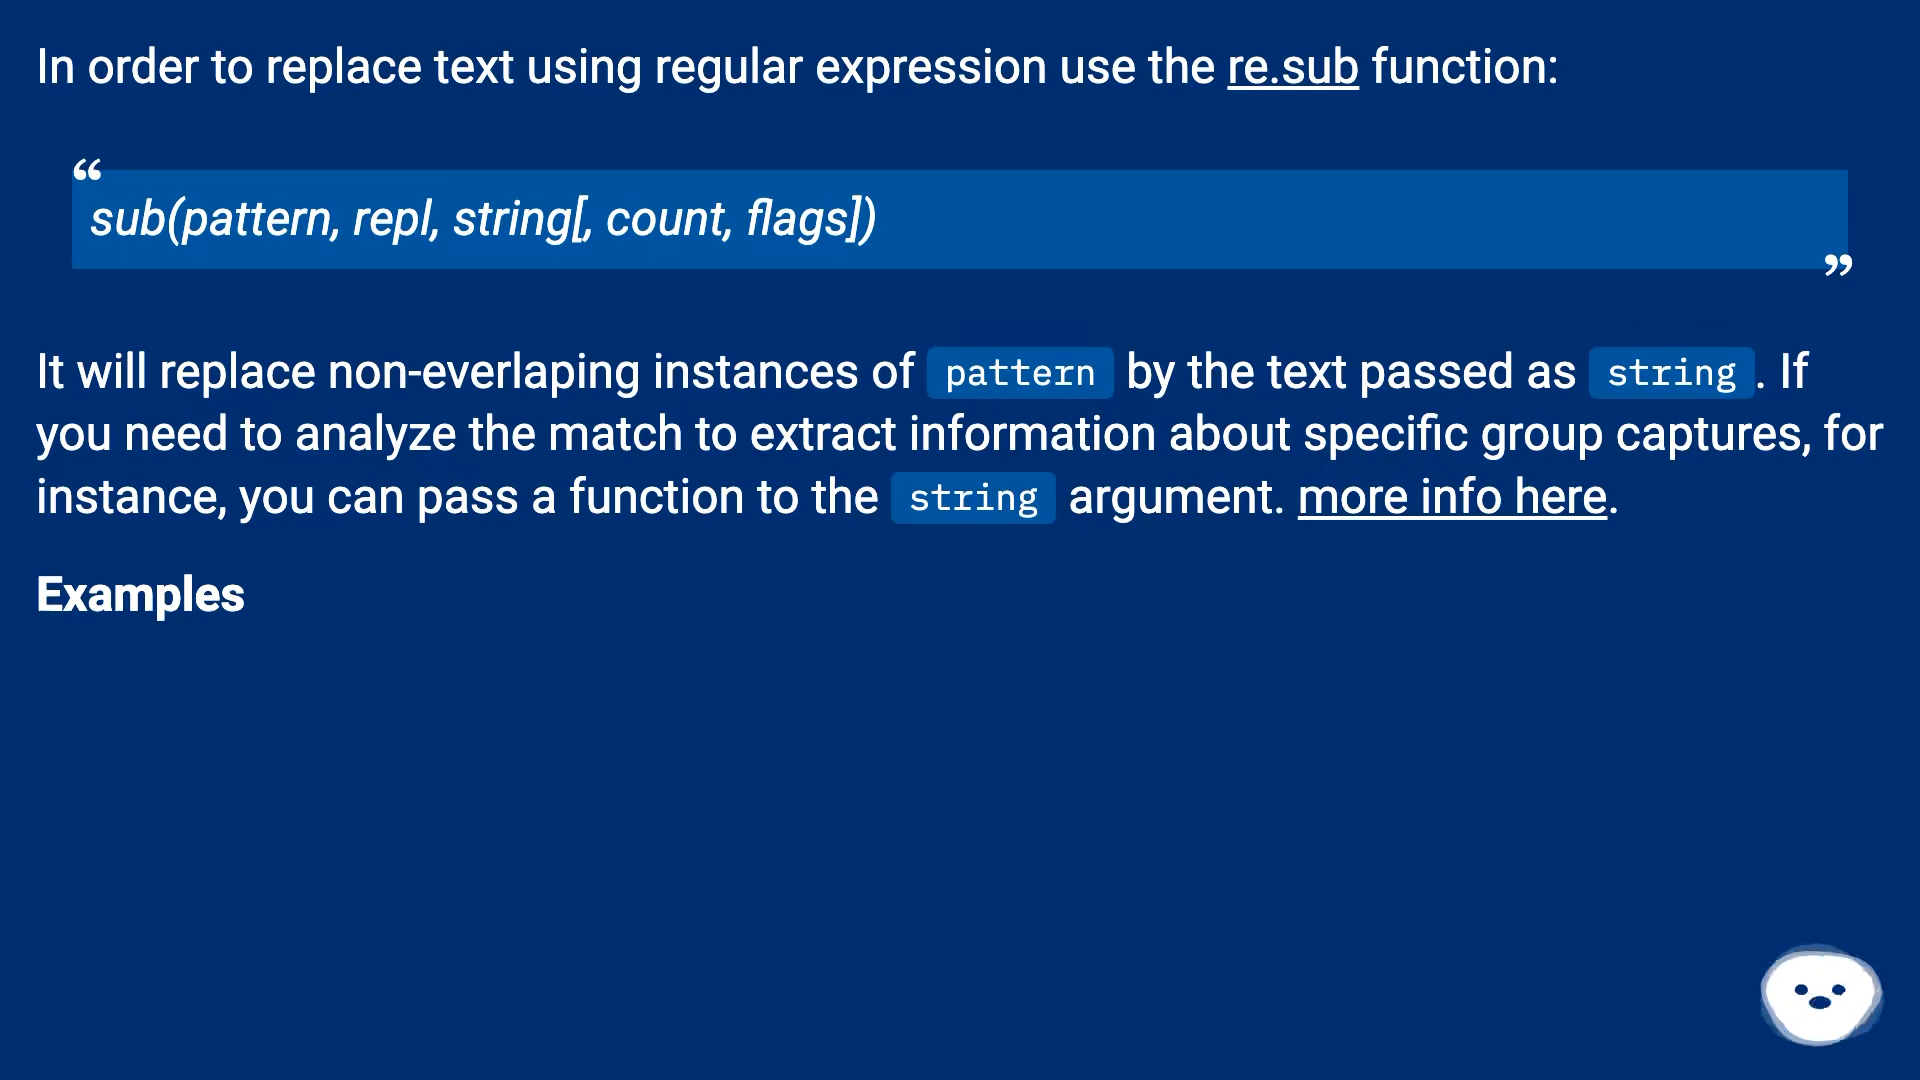 In order to replace text using regular expression use the re.sub function:
“
sub(pattern, repl, string[, count, flags])
”
It will replace non-everlaping instances of pattern by the text passed as string. If
you need to analyze the match to extract information about specific group captures, for
instance, you can pass a function to the string argument. more info here.
Examples